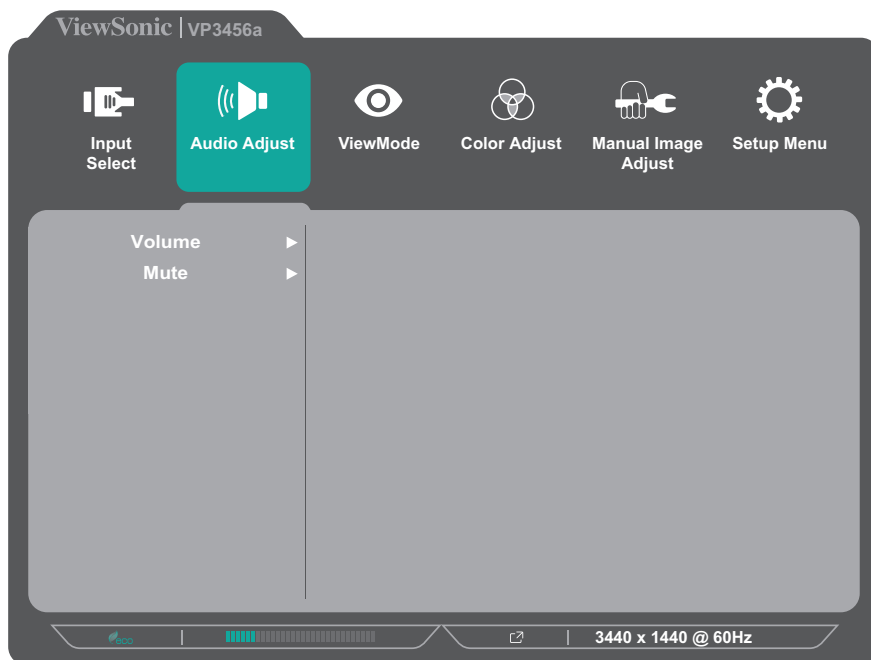 ViewSonic | VP3456a
Input
Select
Audio Adjust
ViewMode
Color Adjust
Manual Image
Adjust
Setup Menu
Volume
Mute
eco
3440 x 1440 @ 60Hz